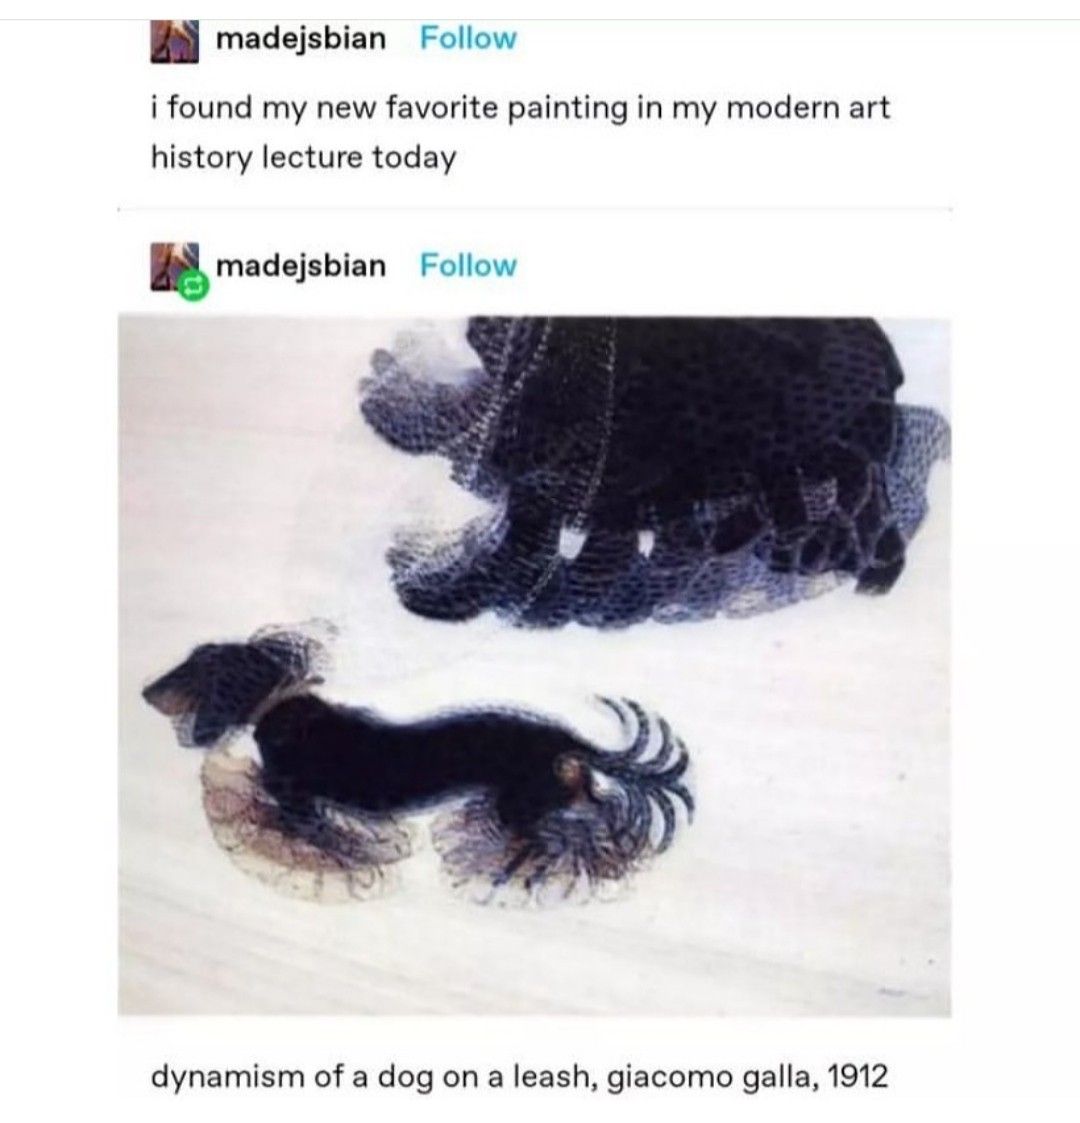 madejsbian Follow
i found my new favorite painting in my modern art
history lecture today
madejsbian Follow
dynamism of a dog on a leash, giacomo galla, 1912